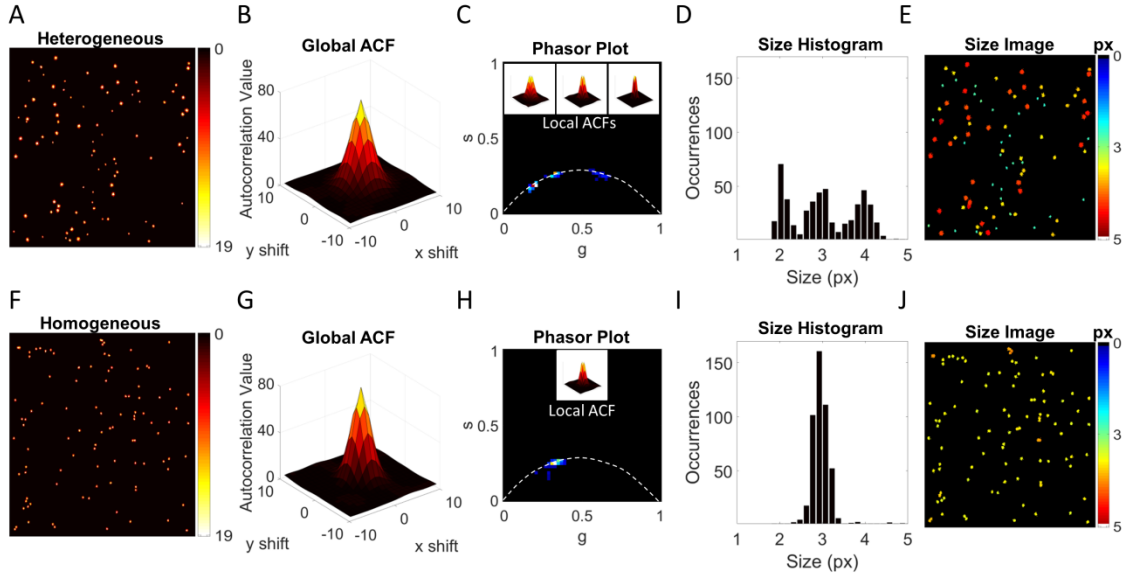 A
B
C
D
E
Heterogeneous
0
19
Global ACF
Autocorrelation Value
80
40
0
10
0
-10
y shift
-10
0
10
x shift
Phasor Plot
1
0.5
0
s
Local ACFs
0
0.5
1
g
Size Histogram
Occurrences
150
100
50
1
2
3
4
5
Size (px)
Size Image
px
0
3
5
F
G
H
I
J
Homogeneous
0
19
Global ACF
Autocorrelation Value
80
40
0
10
0
-10
y shift
-10
0
10
x shift
Phasor Plot
1
0.5
0
s
Local ACF
0
0.5
1
g
Size Histogram
Occurrences
150
100
50
1
2
3
4
5
Size (px)
Size Image
px
0
3
5